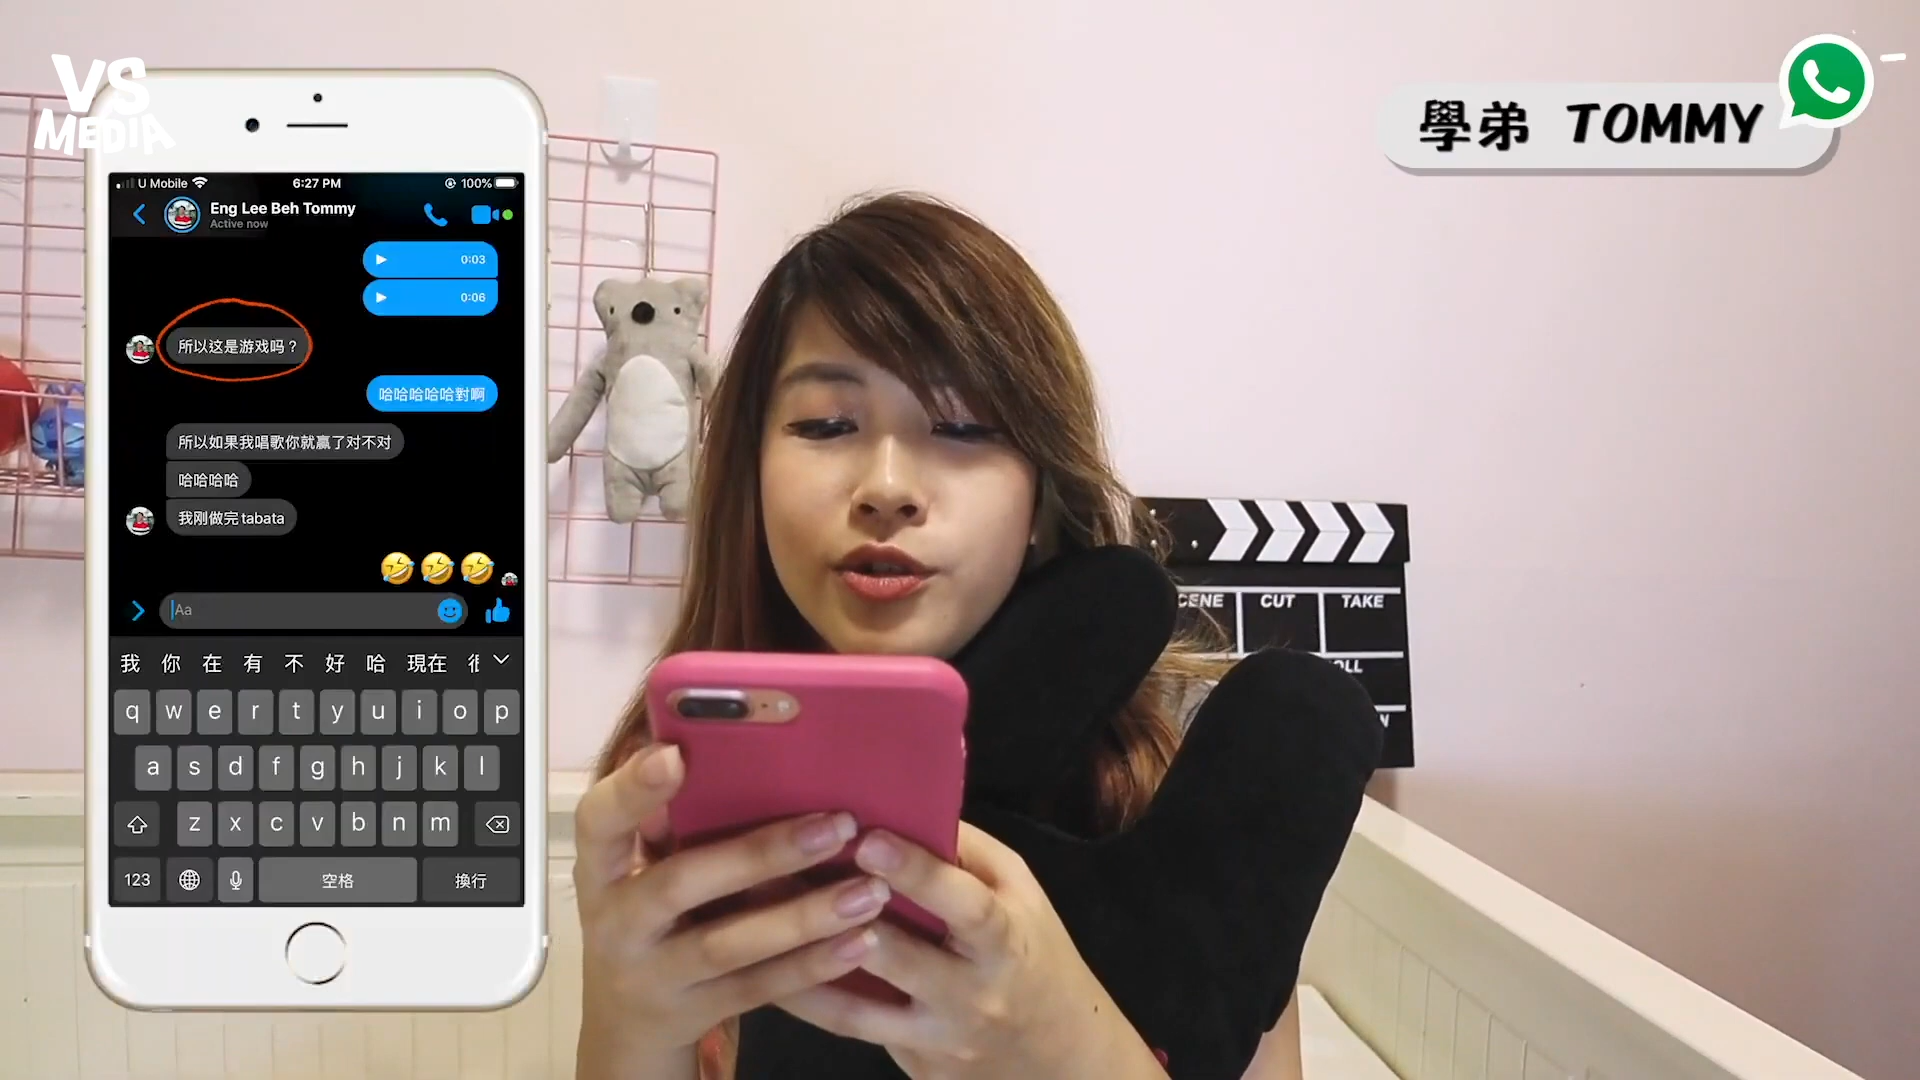 VS
MEDIA
學弟 TOMMY
U Mobile
6:27 PM
100%
Eng Lee Beh Tommy
Active now
0:03
0:06
所以这是游戏吗？
哈哈哈哈哈對啊
所以如果我唱歌你就赢了对不对
哈哈哈哈
我刚做完tabata
Aa
我 你 在 有 不 好 哈 現在
q w e r t y u i o p
a s d f g h j k l
z x c v b n m
123
空格
換行
CUT
TAKE